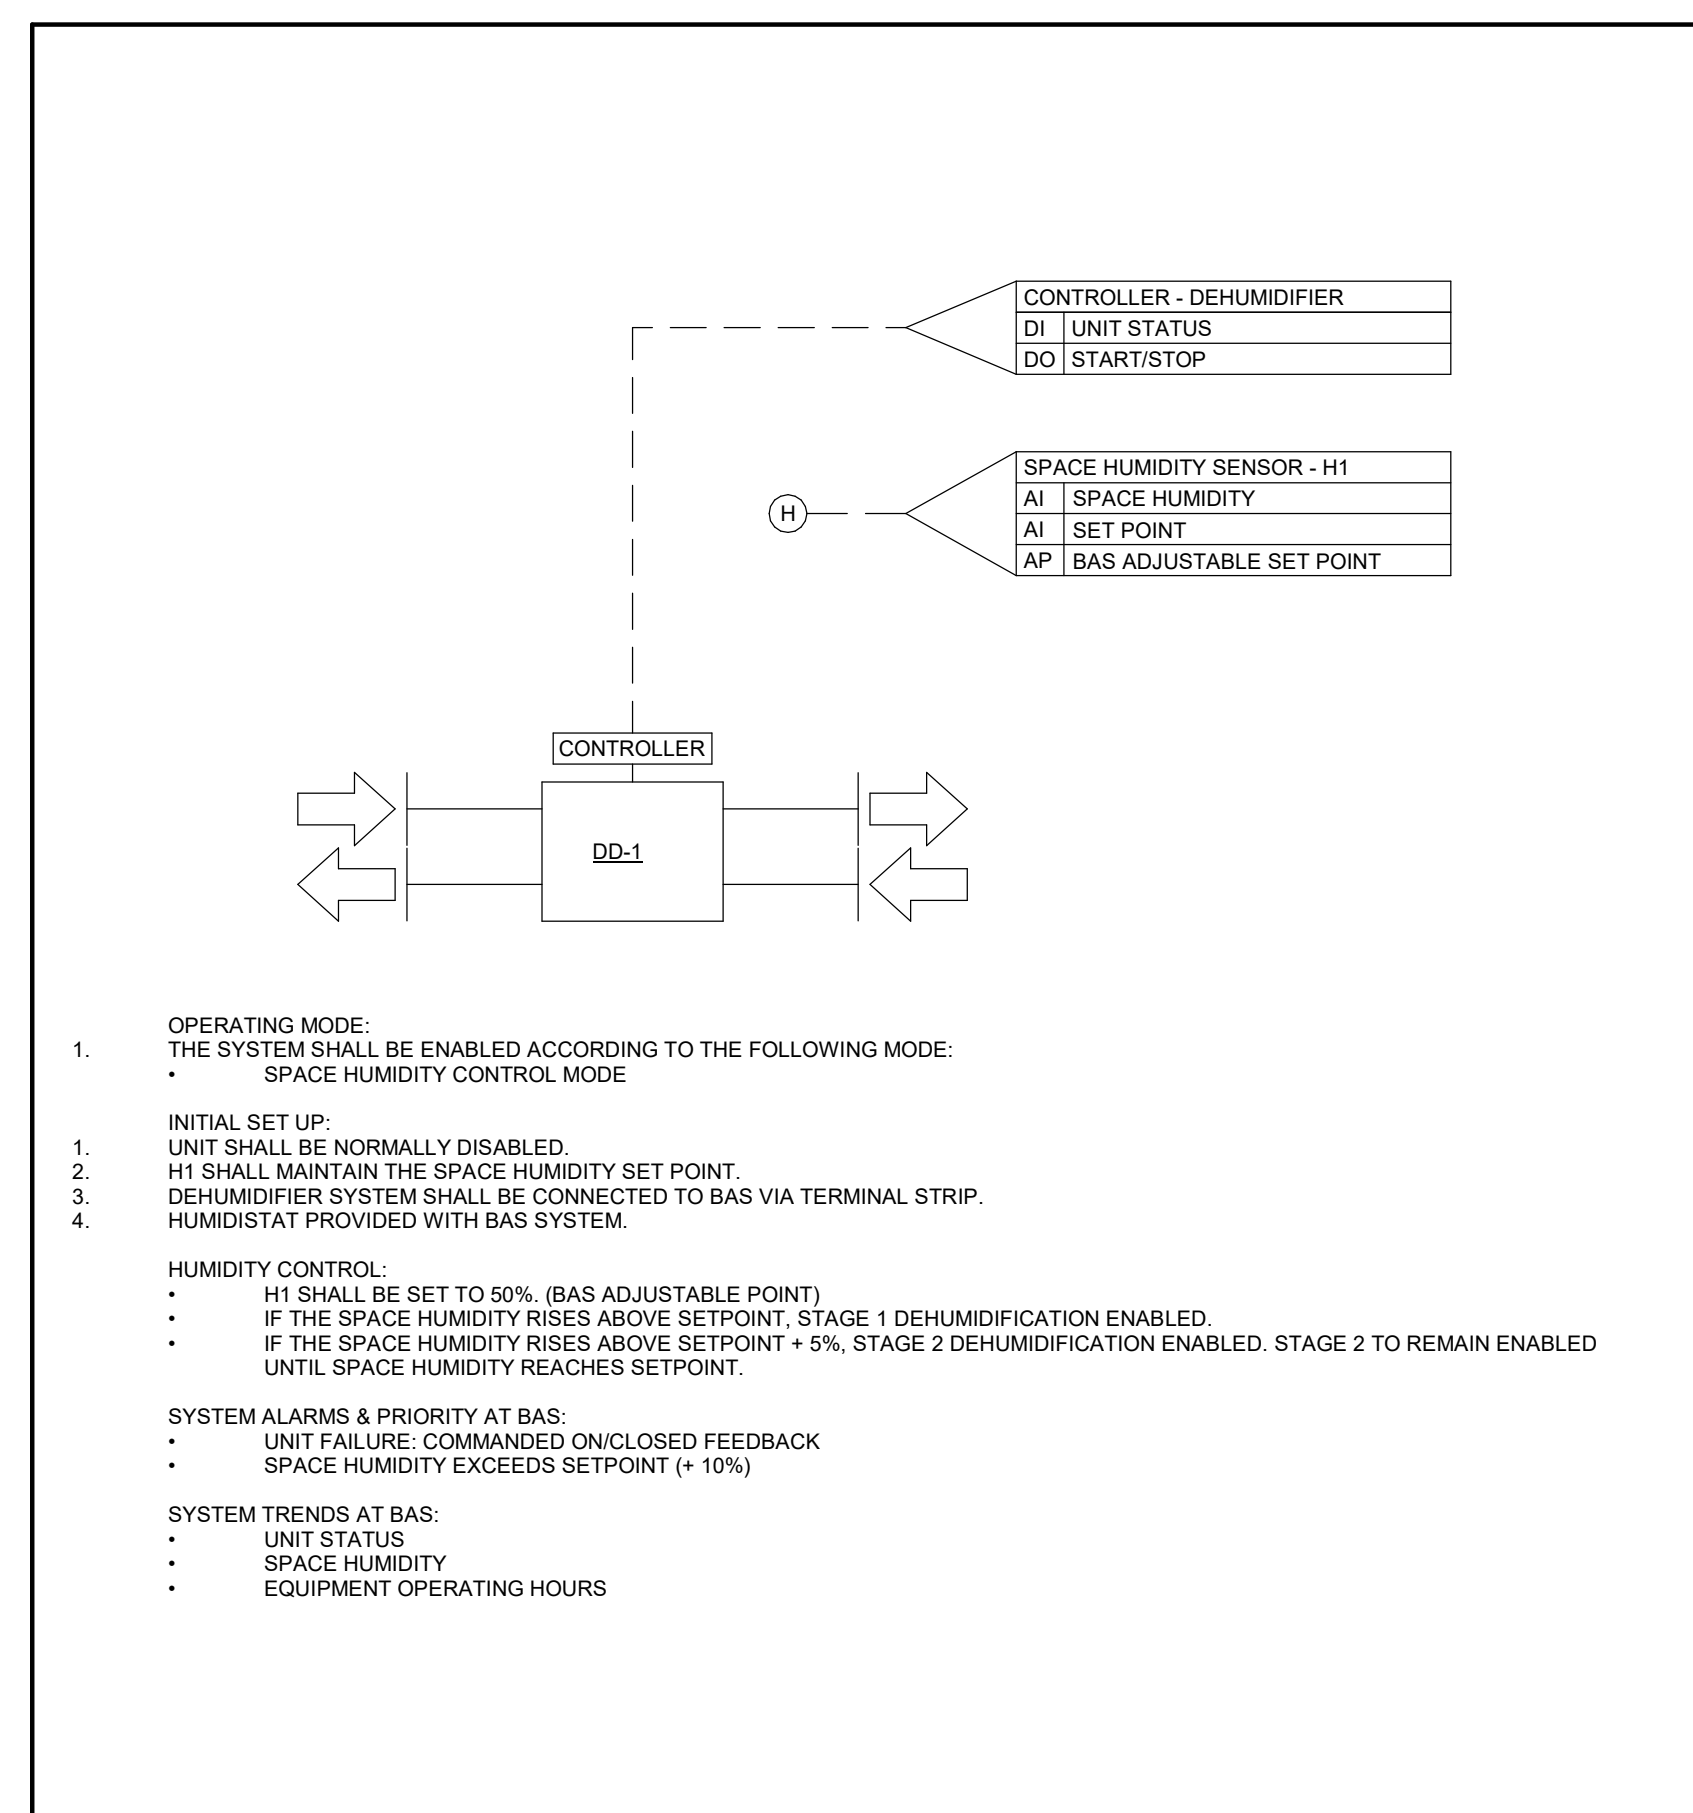 CONTROLLER - DEHUMIDIFIER
DI UNIT STATUS
DO START/STOP
SPACE HUMIDITY SENSOR - H1
AI SPACE HUMIDITY
AI SET POINT
AP BAS ADJUSTABLE SET POINT
H
CONTROLLER
DD-1
OPERATING MODE:
1. THE SYSTEM SHALL BE ENABLED ACCORDING TO THE FOLLOWING MODE:
• SPACE HUMIDITY CONTROL MODE
INITIAL SET UP:
1. UNIT SHALL BE NORMALLY DISABLED.
2. H1 SHALL MAINTAIN THE SPACE HUMIDITY SET POINT.
3. DEHUMIDIFIER SYSTEM SHALL BE CONNECTED TO BAS VIA TERMINAL STRIP.
4. HUMIDISTAT PROVIDED WITH BAS SYSTEM.
HUMIDITY CONTROL:
• H1 SHALL BE SET TO 50%. (BAS ADJUSTABLE POINT)
• IF THE SPACE HUMIDITY RISES ABOVE SETPOINT, STAGE 1 DEHUMIDIFICATION ENABLED.
• IF THE SPACE HUMIDITY RISES ABOVE SETPOINT + 5%, STAGE 2 DEHUMIDIFICATION ENABLED. STAGE 2 TO REMAIN ENABLED
UNTIL SPACE HUMIDITY REACHES SETPOINT.
SYSTEM ALARMS & PRIORITY AT BAS:
• UNIT FAILURE: COMMANDED ON/CLOSED FEEDBACK
• SPACE HUMIDITY EXCEEDS SETPOINT (+ 10%)
SYSTEM TRENDS AT BAS:
• UNIT STATUS
• SPACE HUMIDITY
• EQUIPMENT OPERATING HOURS